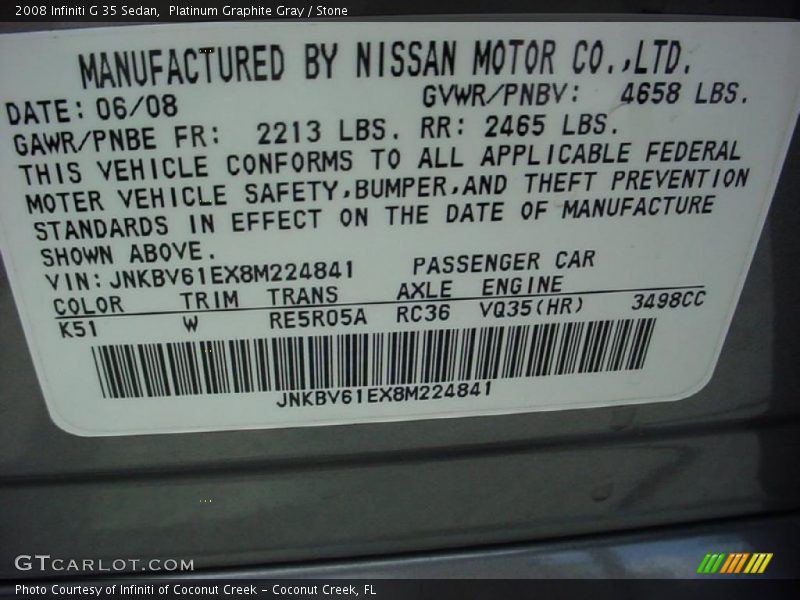 2008 Infiniti G 35 Sedan, Platinum Graphite Gray / Stone
MANUFACTURED BY NISSAN MOTOR CO.,LTD.
DATE: 06/08 GVWR/PNBV: 4658 LBS.
GAWR/PNBE FR: 2213 LBS. RR: 2465 LBS.
THIS VEHICLE CONFORMS TO ALL APPLICABLE FEDERAL
MOTER VEHICLE SAFETY,BUMPER,AND THEFT PREVENTION
STANDARDS IN EFFECT ON THE DATE OF MANUFACTURE
SHOWN ABOVE.
VIN: JNKBV61EX8M224841 PASSENGER CAR
COLOR TRIM TRANS AXLE ENGINE
K51 W RE5R05A RC36 VQ35(HR) 3498CC
JNKBV61EX8M224841
GTCARLOT.COM
Photo Courtesy of Infiniti of Coconut Creek – Coconut Creek, FL